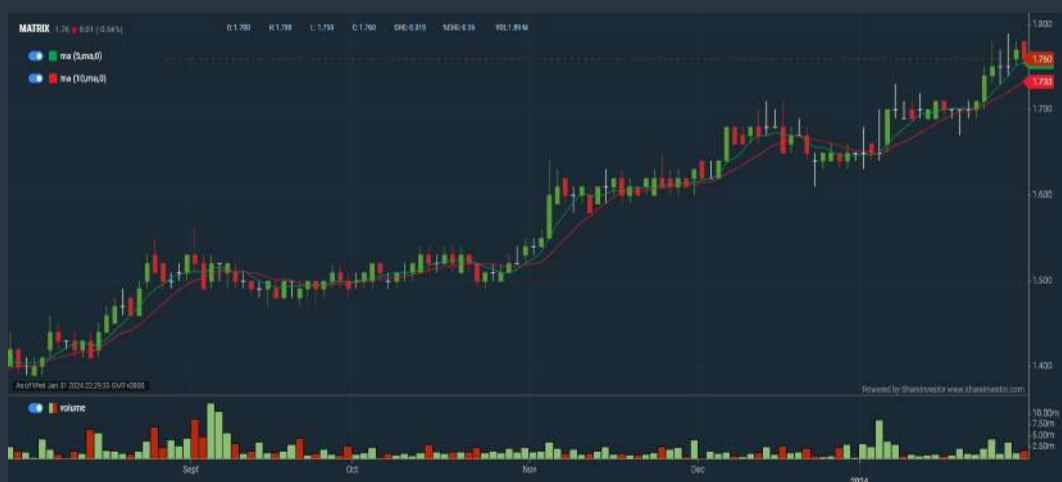 MATRIX 1.76 0.01 (-0.56%)
O:1.780 H:1.780 L:1.750 C:1.760 CHG:-0.010 %CHG:-0.56 VOL:1.89 M
ma (5,ma,0)
ma (10,ma,0)
1.800
1.760
1.733
1.700
1.600
1.500
1.400
As of Wed Jan 31 2024 22:29:33 GMT+0800
Powered by ShareInvestor www.shareinvestor.com
volume
10.00m
7.50m
5.00m
2.50m
Sept Oct Nov Dec 2024